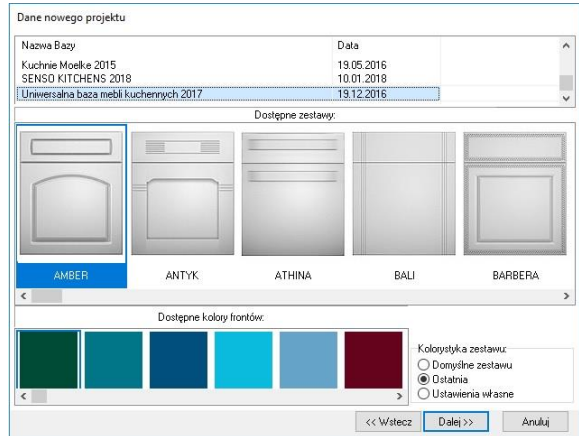 Dane nowego projektu
Nazwa Bazy Data
Kuchnie Moelke 2015 19.05.2016
SENSO KITCHENS 2018 10.01.2018
Uniwersalna baza mebli kuchennych 2017 19.12.2016
Dostępne zestawy:
AMBER ANTYK ATHINA BALI BARBERA
Dostępne kolory frontów:
Kolorystyka zestawu:
Domyślne zestawu
Ostatnia
Ustawienia własne
<< Wstecz Dalej >> Anuluj